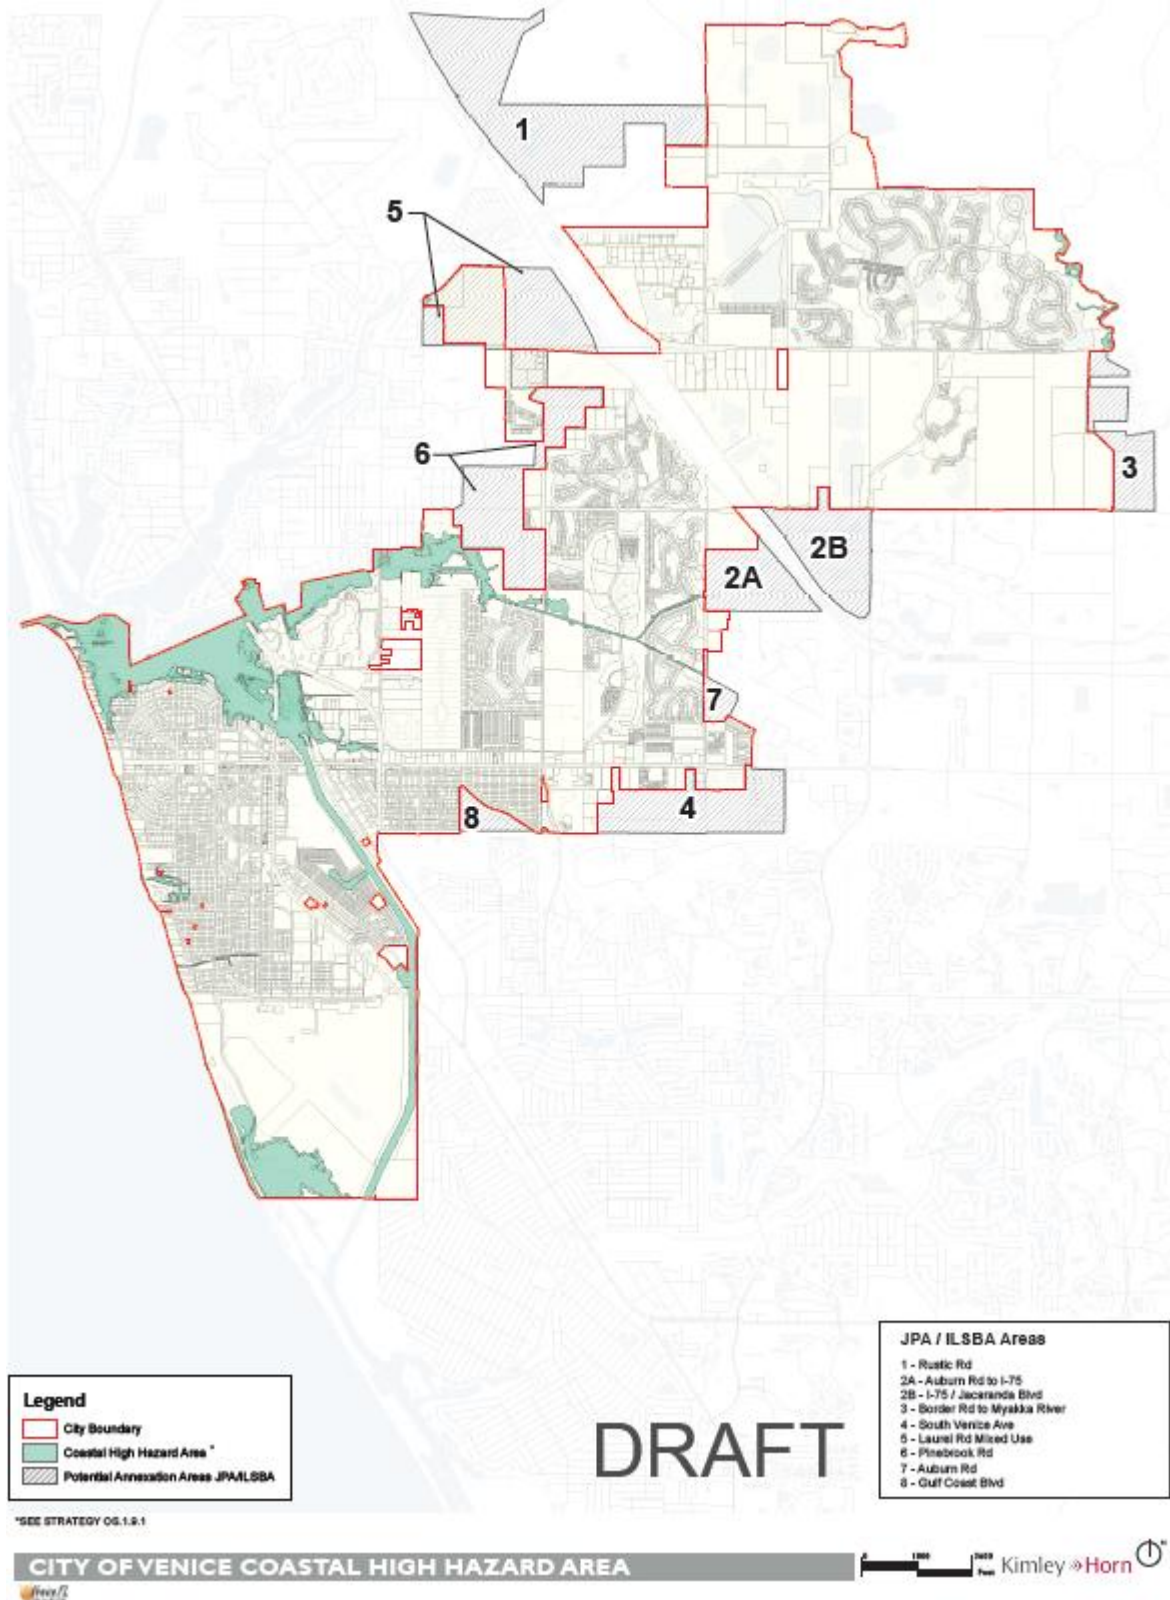 1
5
6
3
2B
2A
7
4
8
JPA / ILSBA Areas
1 - Rustic Rd
2A - Auburn Rd to I-75
2B - I-75 / Jacaranda Blvd
3 - Border Rd to Myakka River
4 - South Venice Ave
5 - Laurel Rd Mixed Use
6 - Pinebrook Rd
7 - Auburn Rd
8 - Gulf Coast Blvd
Legend
City Boundary
Coastal High Hazard Area *
Potential Annexation Areas JPA/ILSBA
DRAFT
*SEE STRATEGY OS.1.9.1
CITY OF VENICE COASTAL HIGH HAZARD AREA
0
Feet
Kimley»Horn